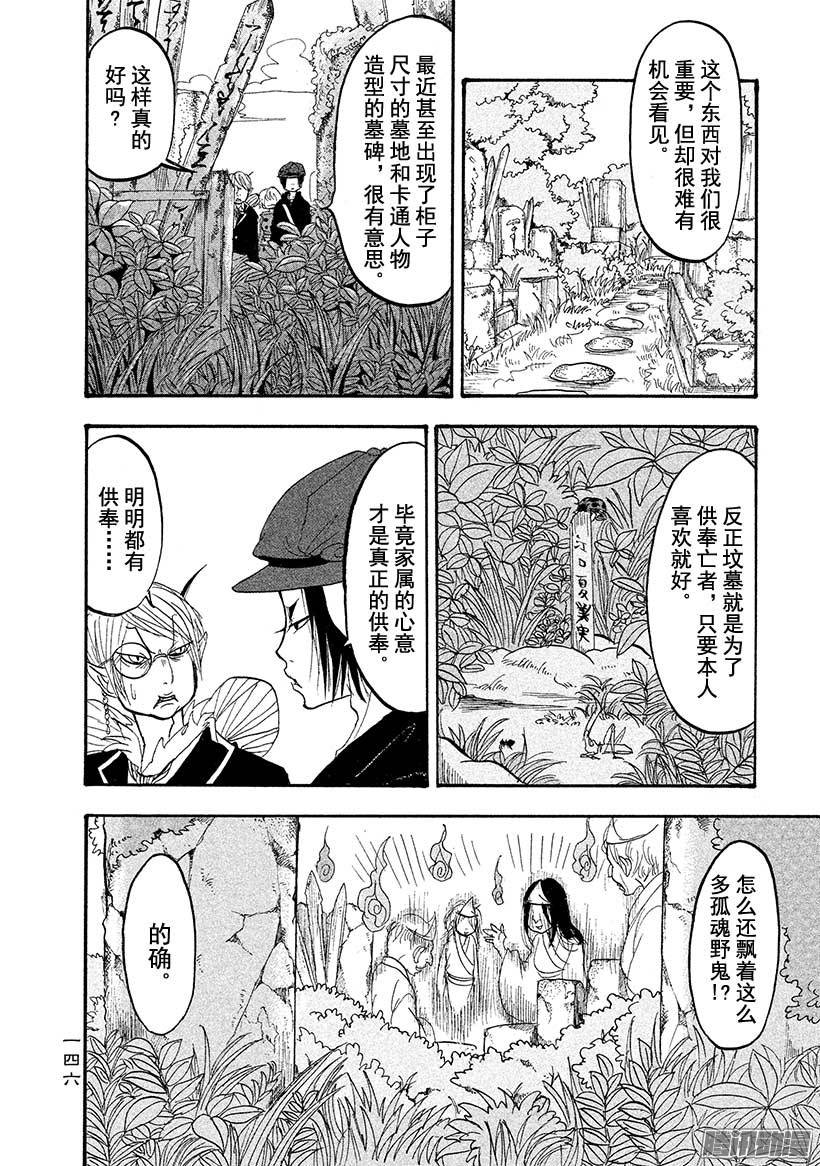 这个东西对我们很
重要，但却很难有
机会看见。
最近甚至出现了柜子
尺寸的墓地和卡通人物
造型的墓碑，很有意思。
这样真的
好吗？
反正坟墓就是为了
供奉亡者，只要本人
喜欢就好。
江口夏美実
毕竟家属的心意
才是真正的供奉。
明明都有
供奉……
怎么还飘着这么
多孤魂野鬼!?
的确。
一四六
腾讯动漫